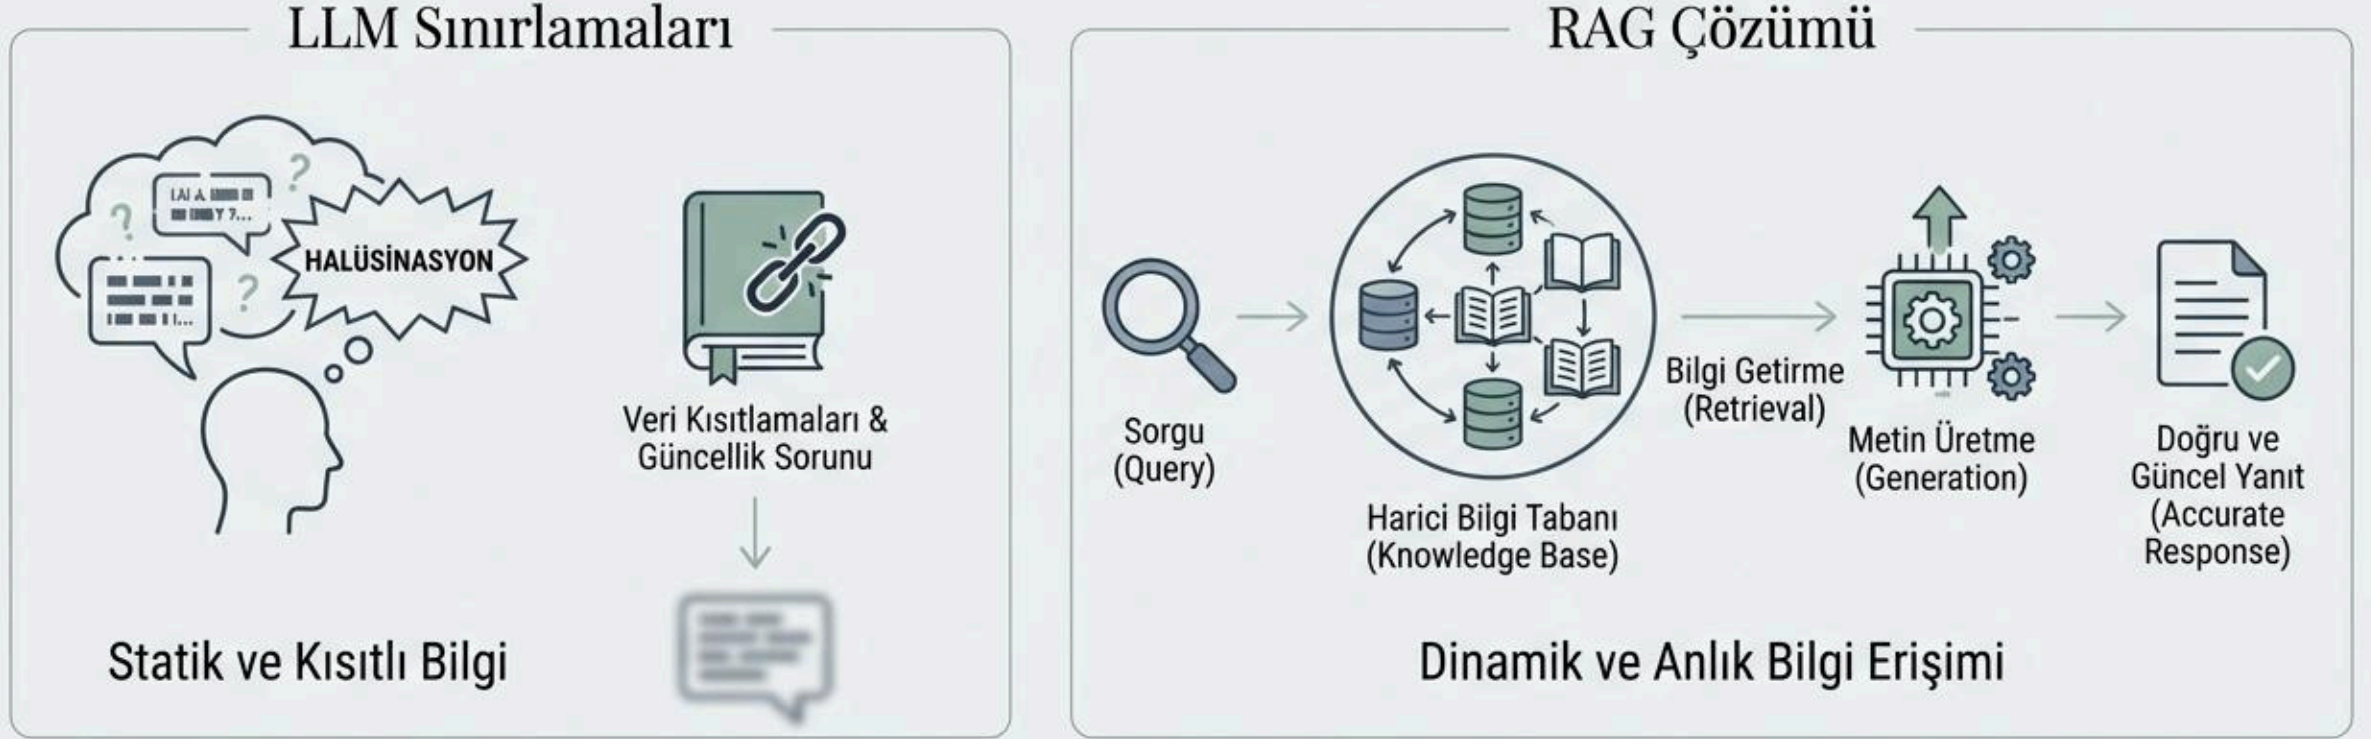 LLM Sınırlamaları
HALÜSİNASYON
Veri Kısıtlamaları &
Güncellik Sorunu
Statik ve Kısıtlı Bilgi
RAG Çözümü
Sorgu
(Query)
Harici Bilgi Tabanı
(Knowledge Base)
Bilgi Getirme
(Retrieval)
Metin Üretme
(Generation)
Doğru ve
Güncel Yanıt
(Accurate
Response)
Dinamik ve Anlık Bilgi Erişimi